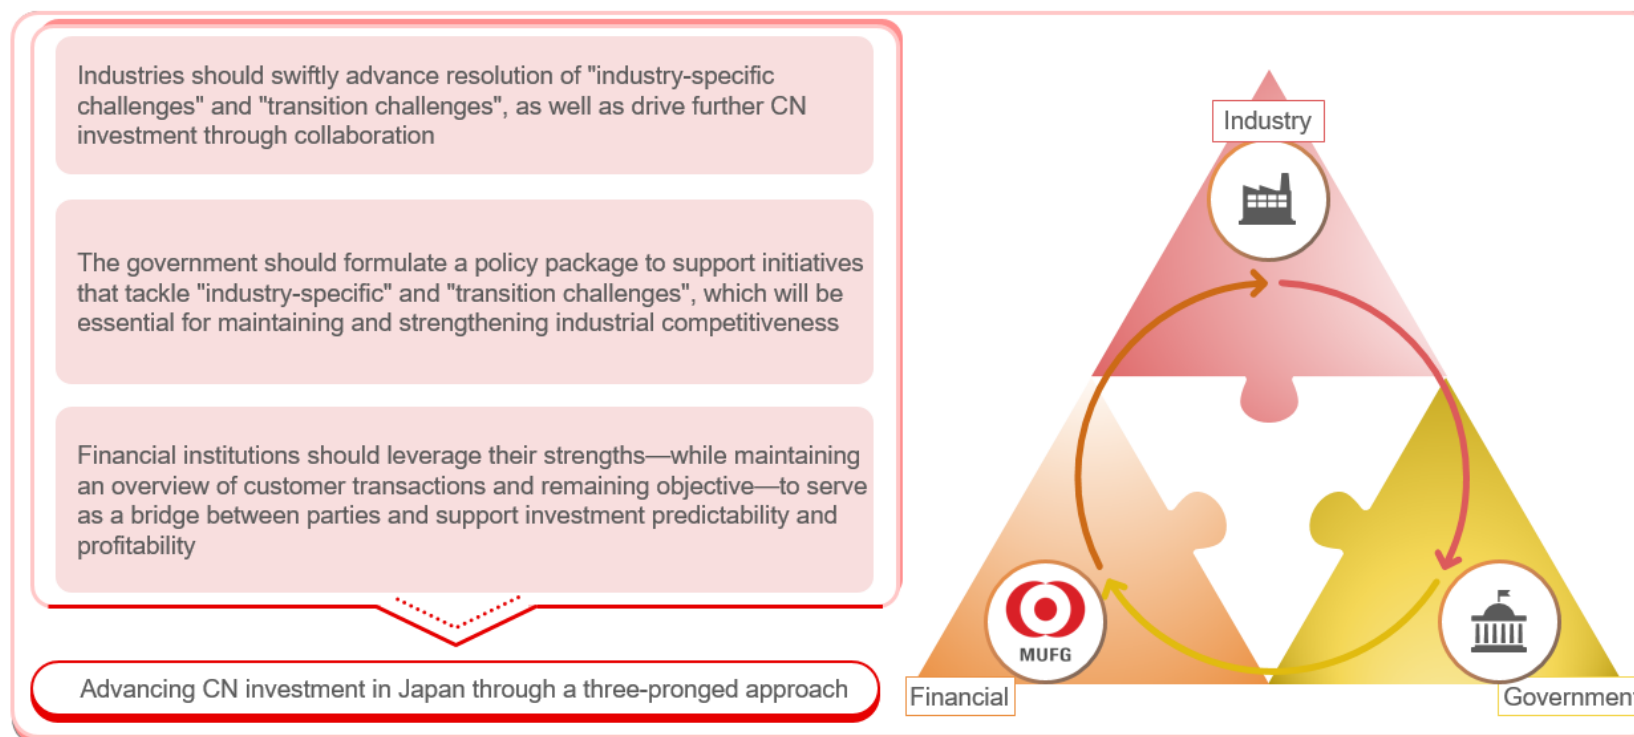 Industries should swiftly advance resolution of "industry-specific
challenges" and "transition challenges", as well as drive further CN
investment through collaboration
The government should formulate a policy package to support initiatives
that tackle "industry-specific" and "transition challenges", which will be
essential for maintaining and strengthening industrial competitiveness
Financial institutions should leverage their strengths—while maintaining
an overview of customer transactions and remaining objective—to serve
as a bridge between parties and support investment predictability and
profitability
Advancing CN investment in Japan through a three-pronged approach
Industry
MUFG
Financial
Government